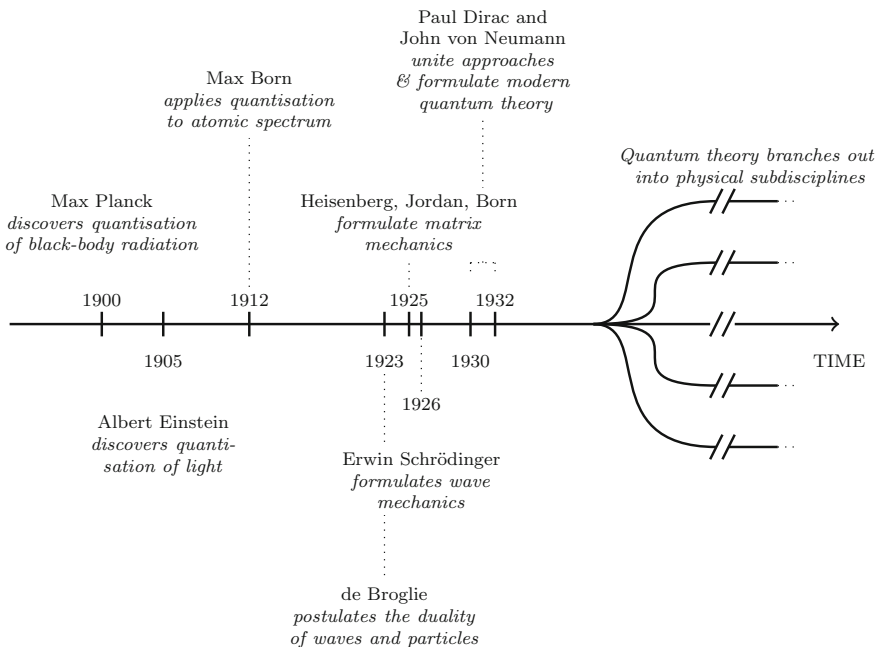 Paul Dirac and
John von Neumann
unite approaches
& formulate modern
quantum theory
Max Born
applies quantisation
to atomic spectrum
Quantum theory branches out
into physical subdisciplines
Max Planck
discovers quantisation
of black-body radiation
Heisenberg, Jordan, Born
formulate matrix
mechanics
1900
1912
1925
1932
1905
1923
1930
TIME
1926
Albert Einstein
discovers quanti-
sation of light
Erwin Schrödinger
formulates wave
mechanics
de Broglie
postulates the duality
of waves and particles